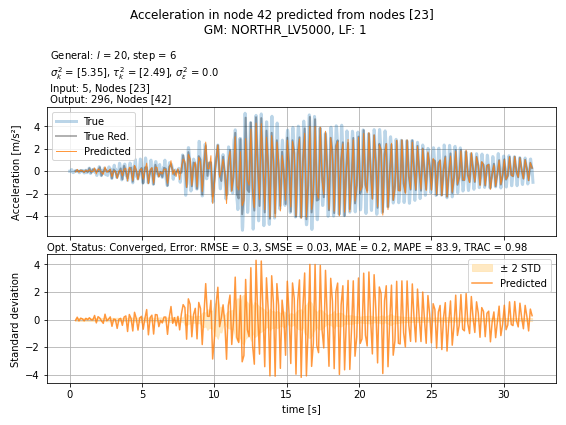 Acceleration in node 42 predicted from nodes [23]
GM: NORTHR_LV5000, LF: 1
General: l = 20, step = 6
σ²ₖ = [5.35], τ²ₖ = [2.49], σ²ε = 0.0
Input: 5, Nodes [23]
Output: 296, Nodes [42]
True
True Red.
Predicted
Acceleration [m/s²]
4
2
0
−2
−4
Opt. Status: Converged, Error: RMSE = 0.3, SMSE = 0.03, MAE = 0.2, MAPE = 83.9, TRAC = 0.98
± 2 STD
Predicted
Standard deviation
4
2
0
−2
−4
0 5 10 15 20 25 30
time [s]